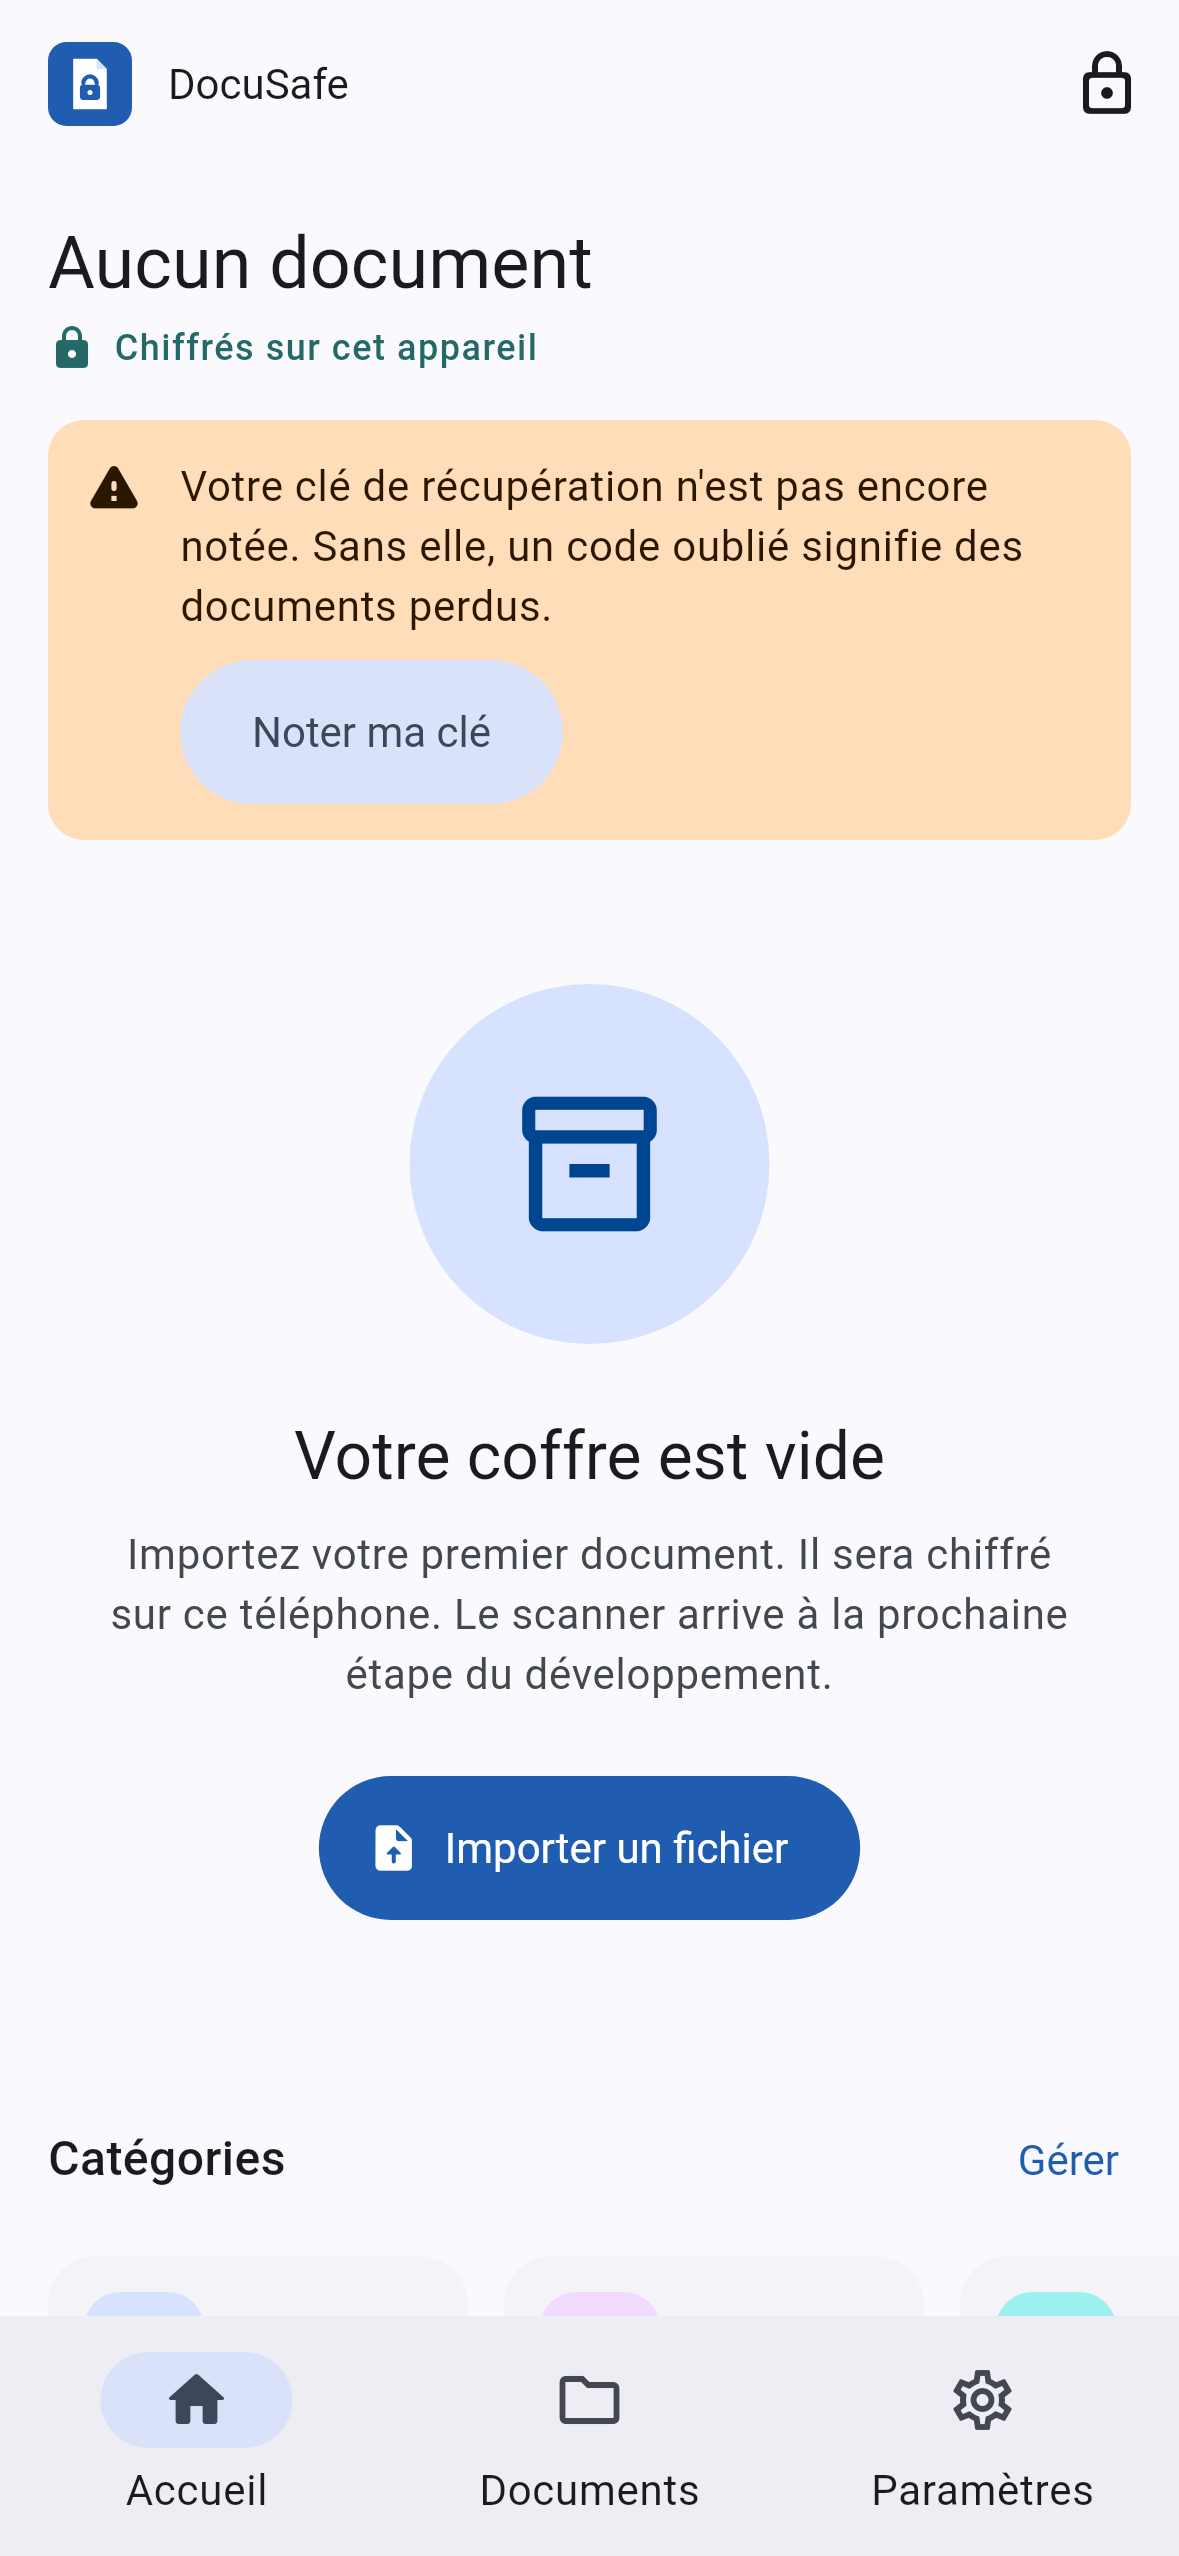 DocuSafe
Aucun document
Chiffrés sur cet appareil
Votre clé de récupération n'est pas encore
notée. Sans elle, un code oublié signifie des
documents perdus.
Noter ma clé
Votre coffre est vide
Importez votre premier document. Il sera chiffré
sur ce téléphone. Le scanner arrive à la prochaine
étape du développement.
Importer un fichier
Catégories
Gérer
Accueil
Documents
Paramètres